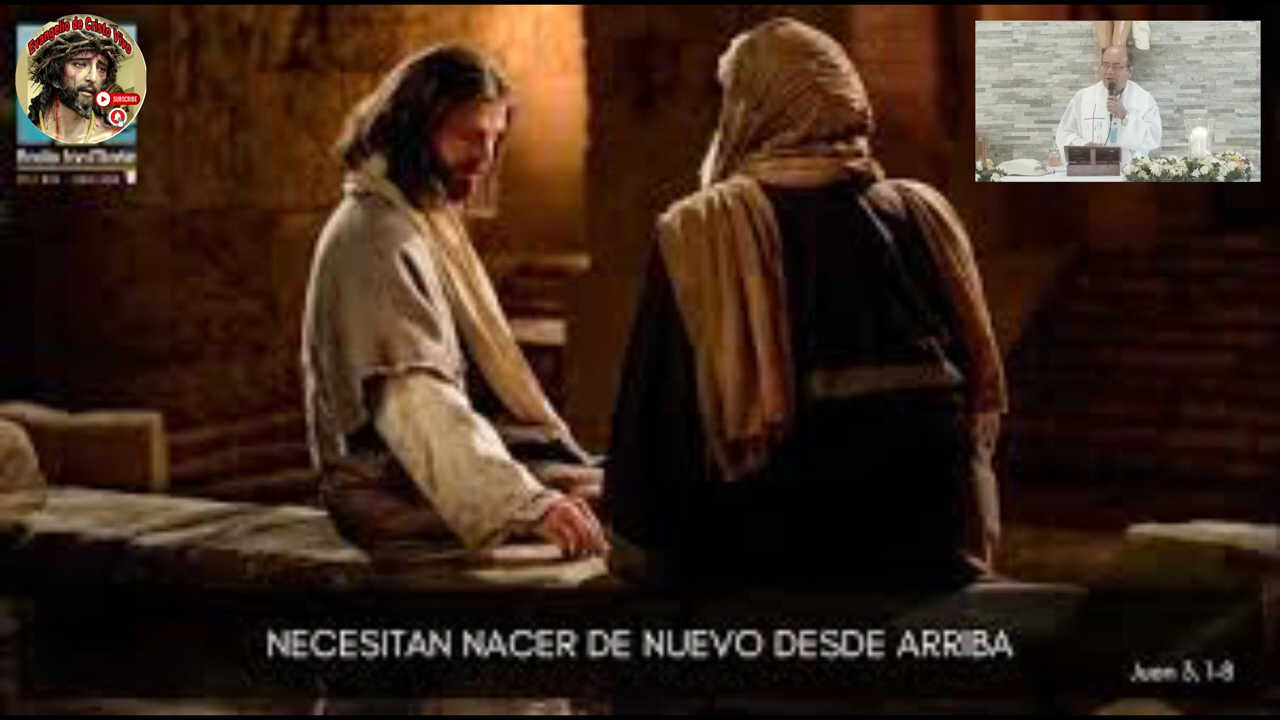 Evangelio de Cristo Vivo
SUBSCRIBE
NECESITAN NACER DE NUEVO DESDE ARRIBA
Juan 3, 1-8